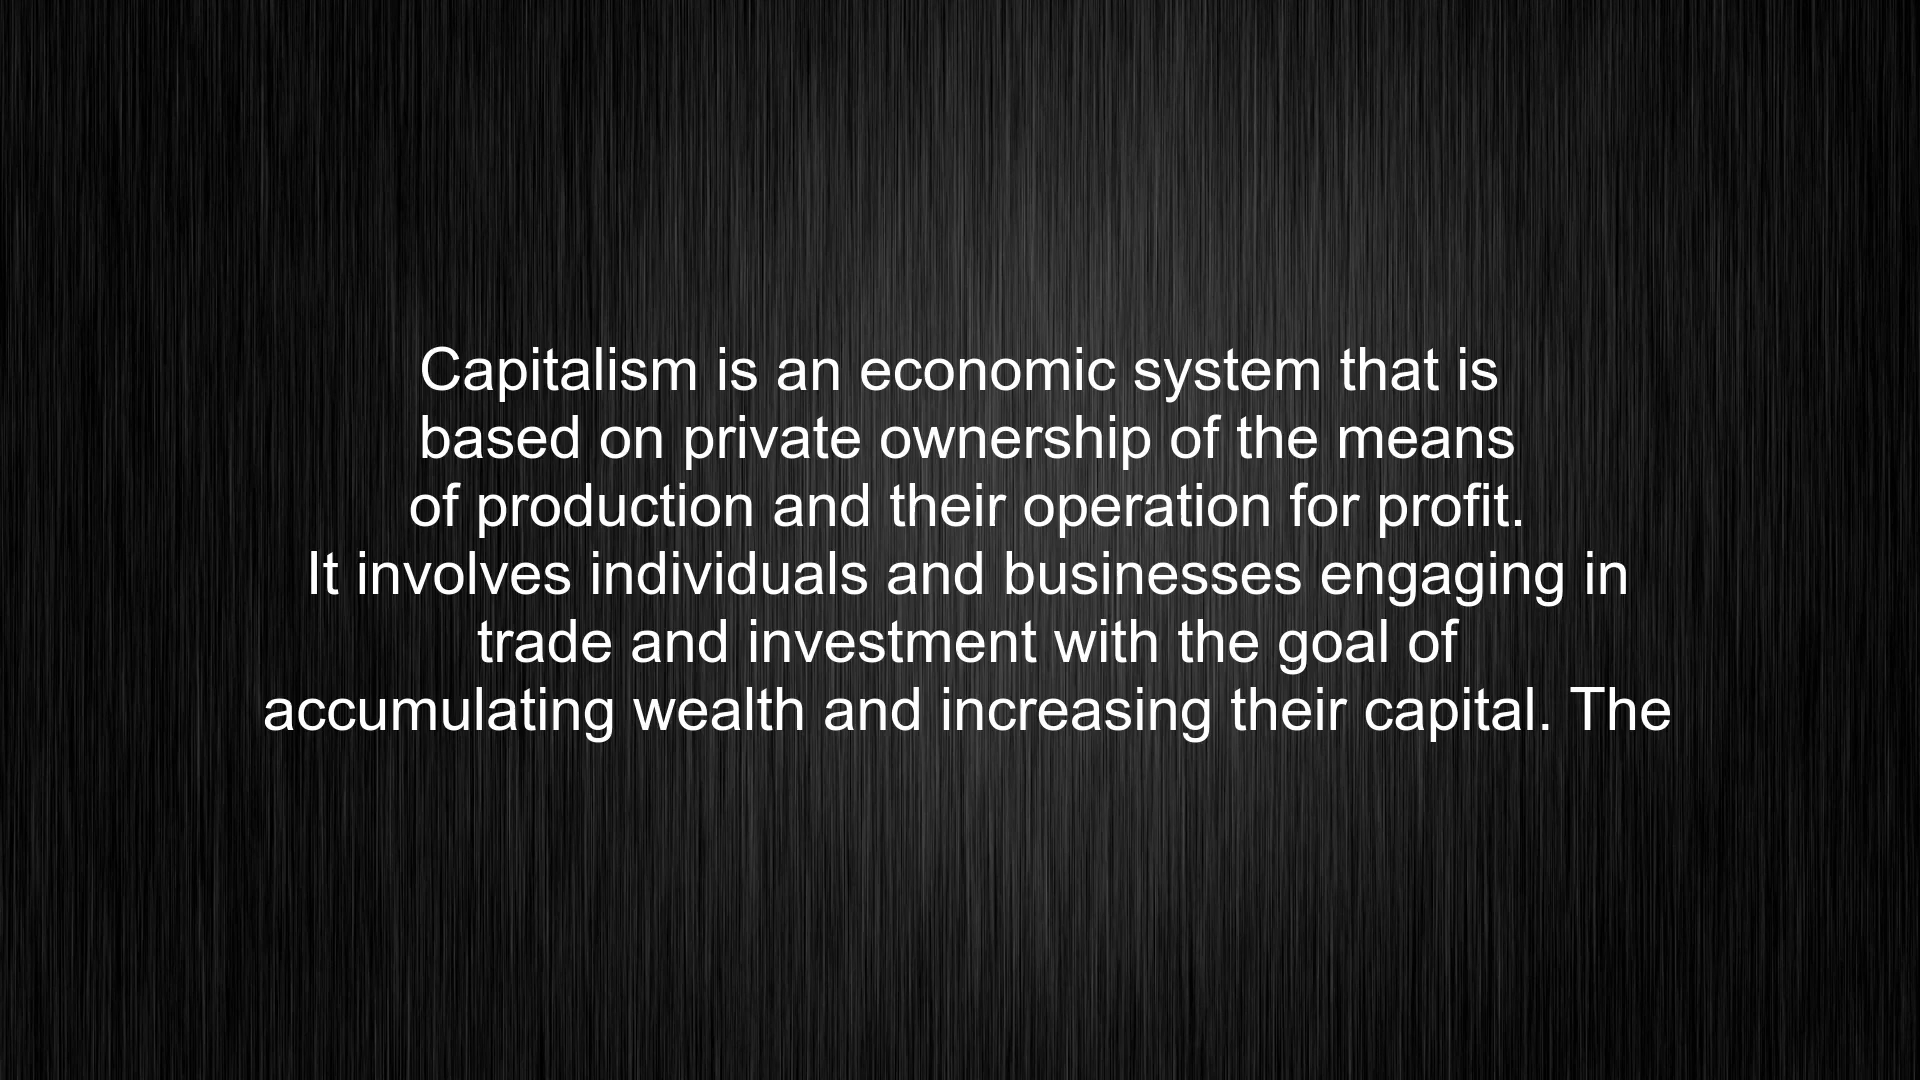 Capitalism is an economic system that is
based on private ownership of the means
of production and their operation for profit.
It involves individuals and businesses engaging in
trade and investment with the goal of
accumulating wealth and increasing their capital. The